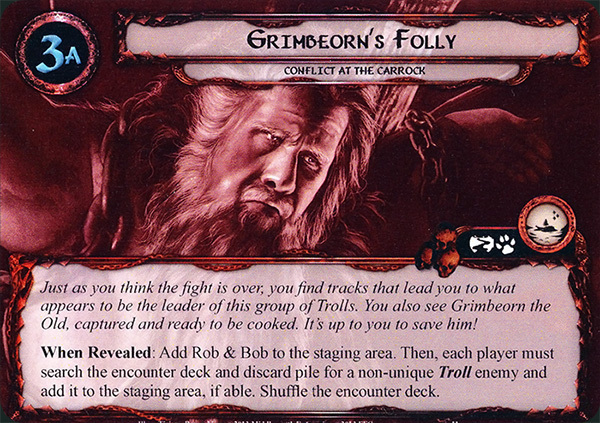 3A
GRIMBEORN'S FOLLY
CONFLICT AT THE CARROCK
Just as you think the fight is over, you find tracks that lead you to what
appears to be the leader of this group of Trolls. You also see Grimbeorn the
Old, captured and ready to be cooked. It's up to you to save him!
When Revealed: Add Rob & Bob to the staging area. Then, each player must
search the encounter deck and discard pile for a non-unique Troll enemy and
add it to the staging area, if able. Shuffle the encounter deck.